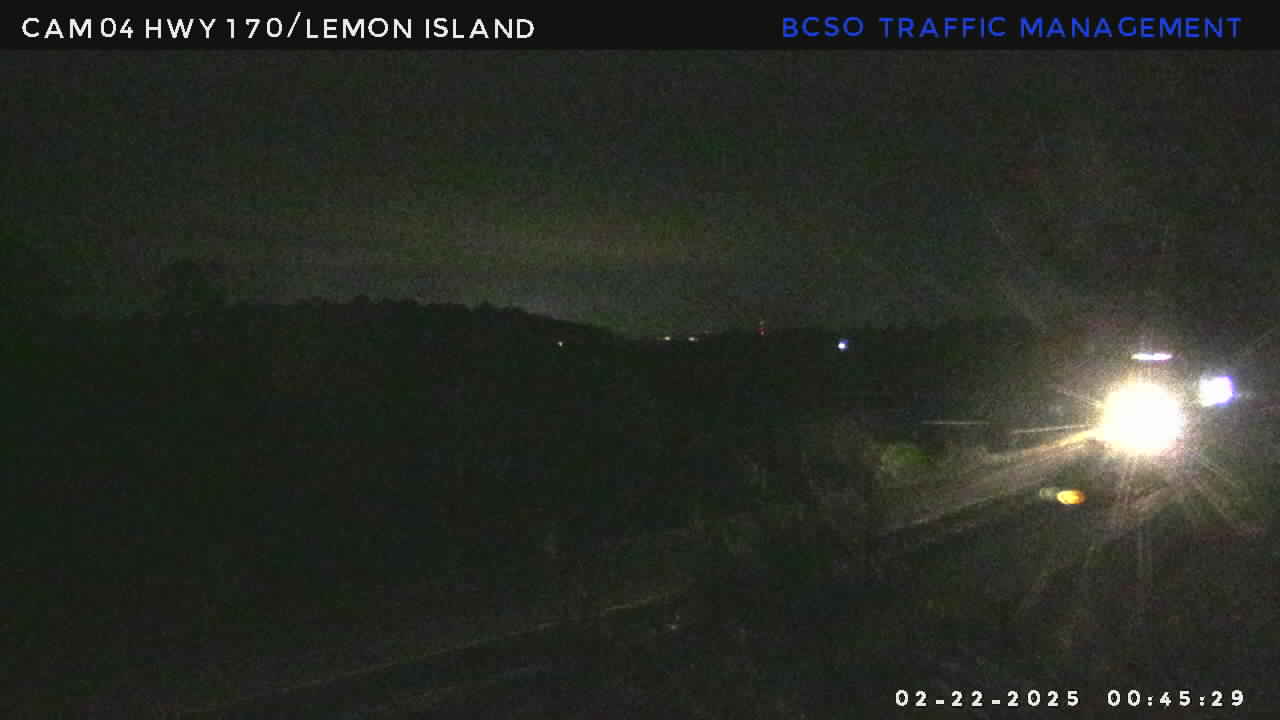 CAM04 HWY 170/LEMON ISLAND
BCSO TRAFFIC MANAGEMENT
02-22-2025 00:45:29